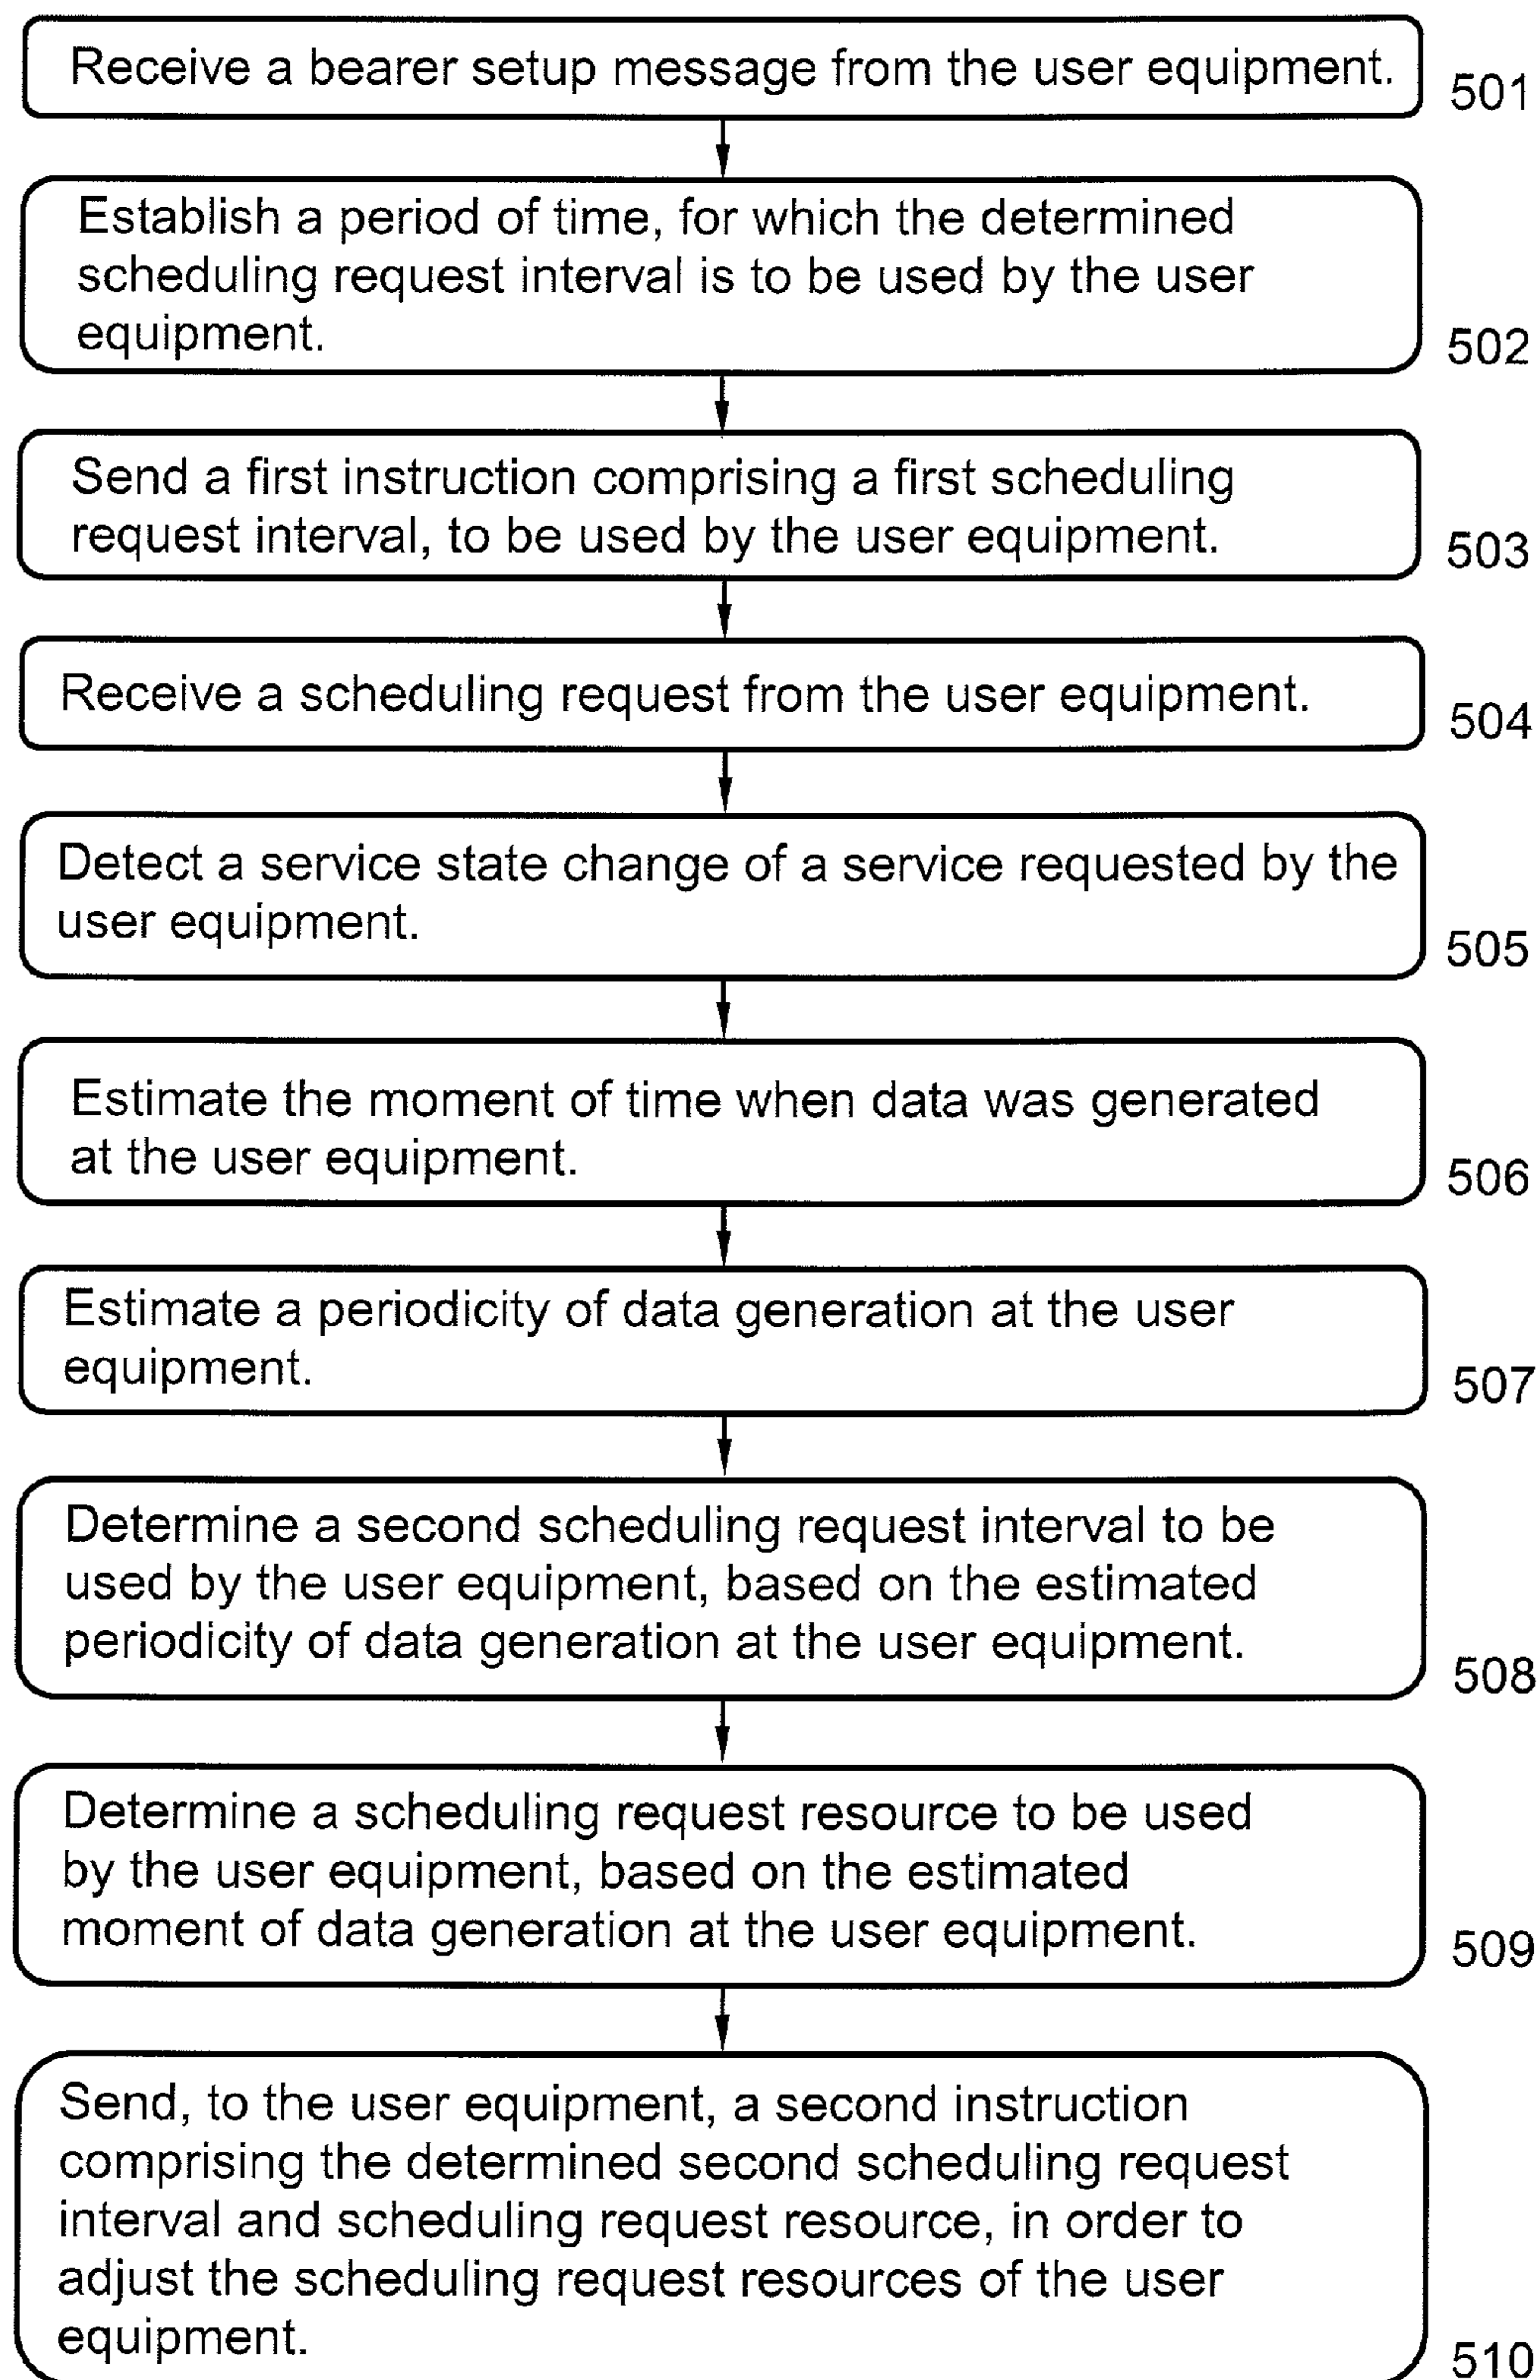 Receive a bearer setup message from the user equipment.
501
Establish a period of time, for which the determined
scheduling request interval is to be used by the user
equipment.
502
Send a first instruction comprising a first scheduling
request interval, to be used by the user equipment.
503
Receive a scheduling request from the user equipment.
504
Detect a service state change of a service requested by the
user equipment.
505
Estimate the moment of time when data was generated
at the user equipment.
506
Estimate a periodicity of data generation at the user
equipment.
507
Determine a second scheduling request interval to be
used by the user equipment, based on the estimated
periodicity of data generation at the user equipment.
508
Determine a scheduling request resource to be used
by the user equipment, based on the estimated
moment of data generation at the user equipment.
509
Send, to the user equipment, a second instruction
comprising the determined second scheduling request
interval and scheduling request resource, in order to
adjust the scheduling request resources of the user
equipment.
510